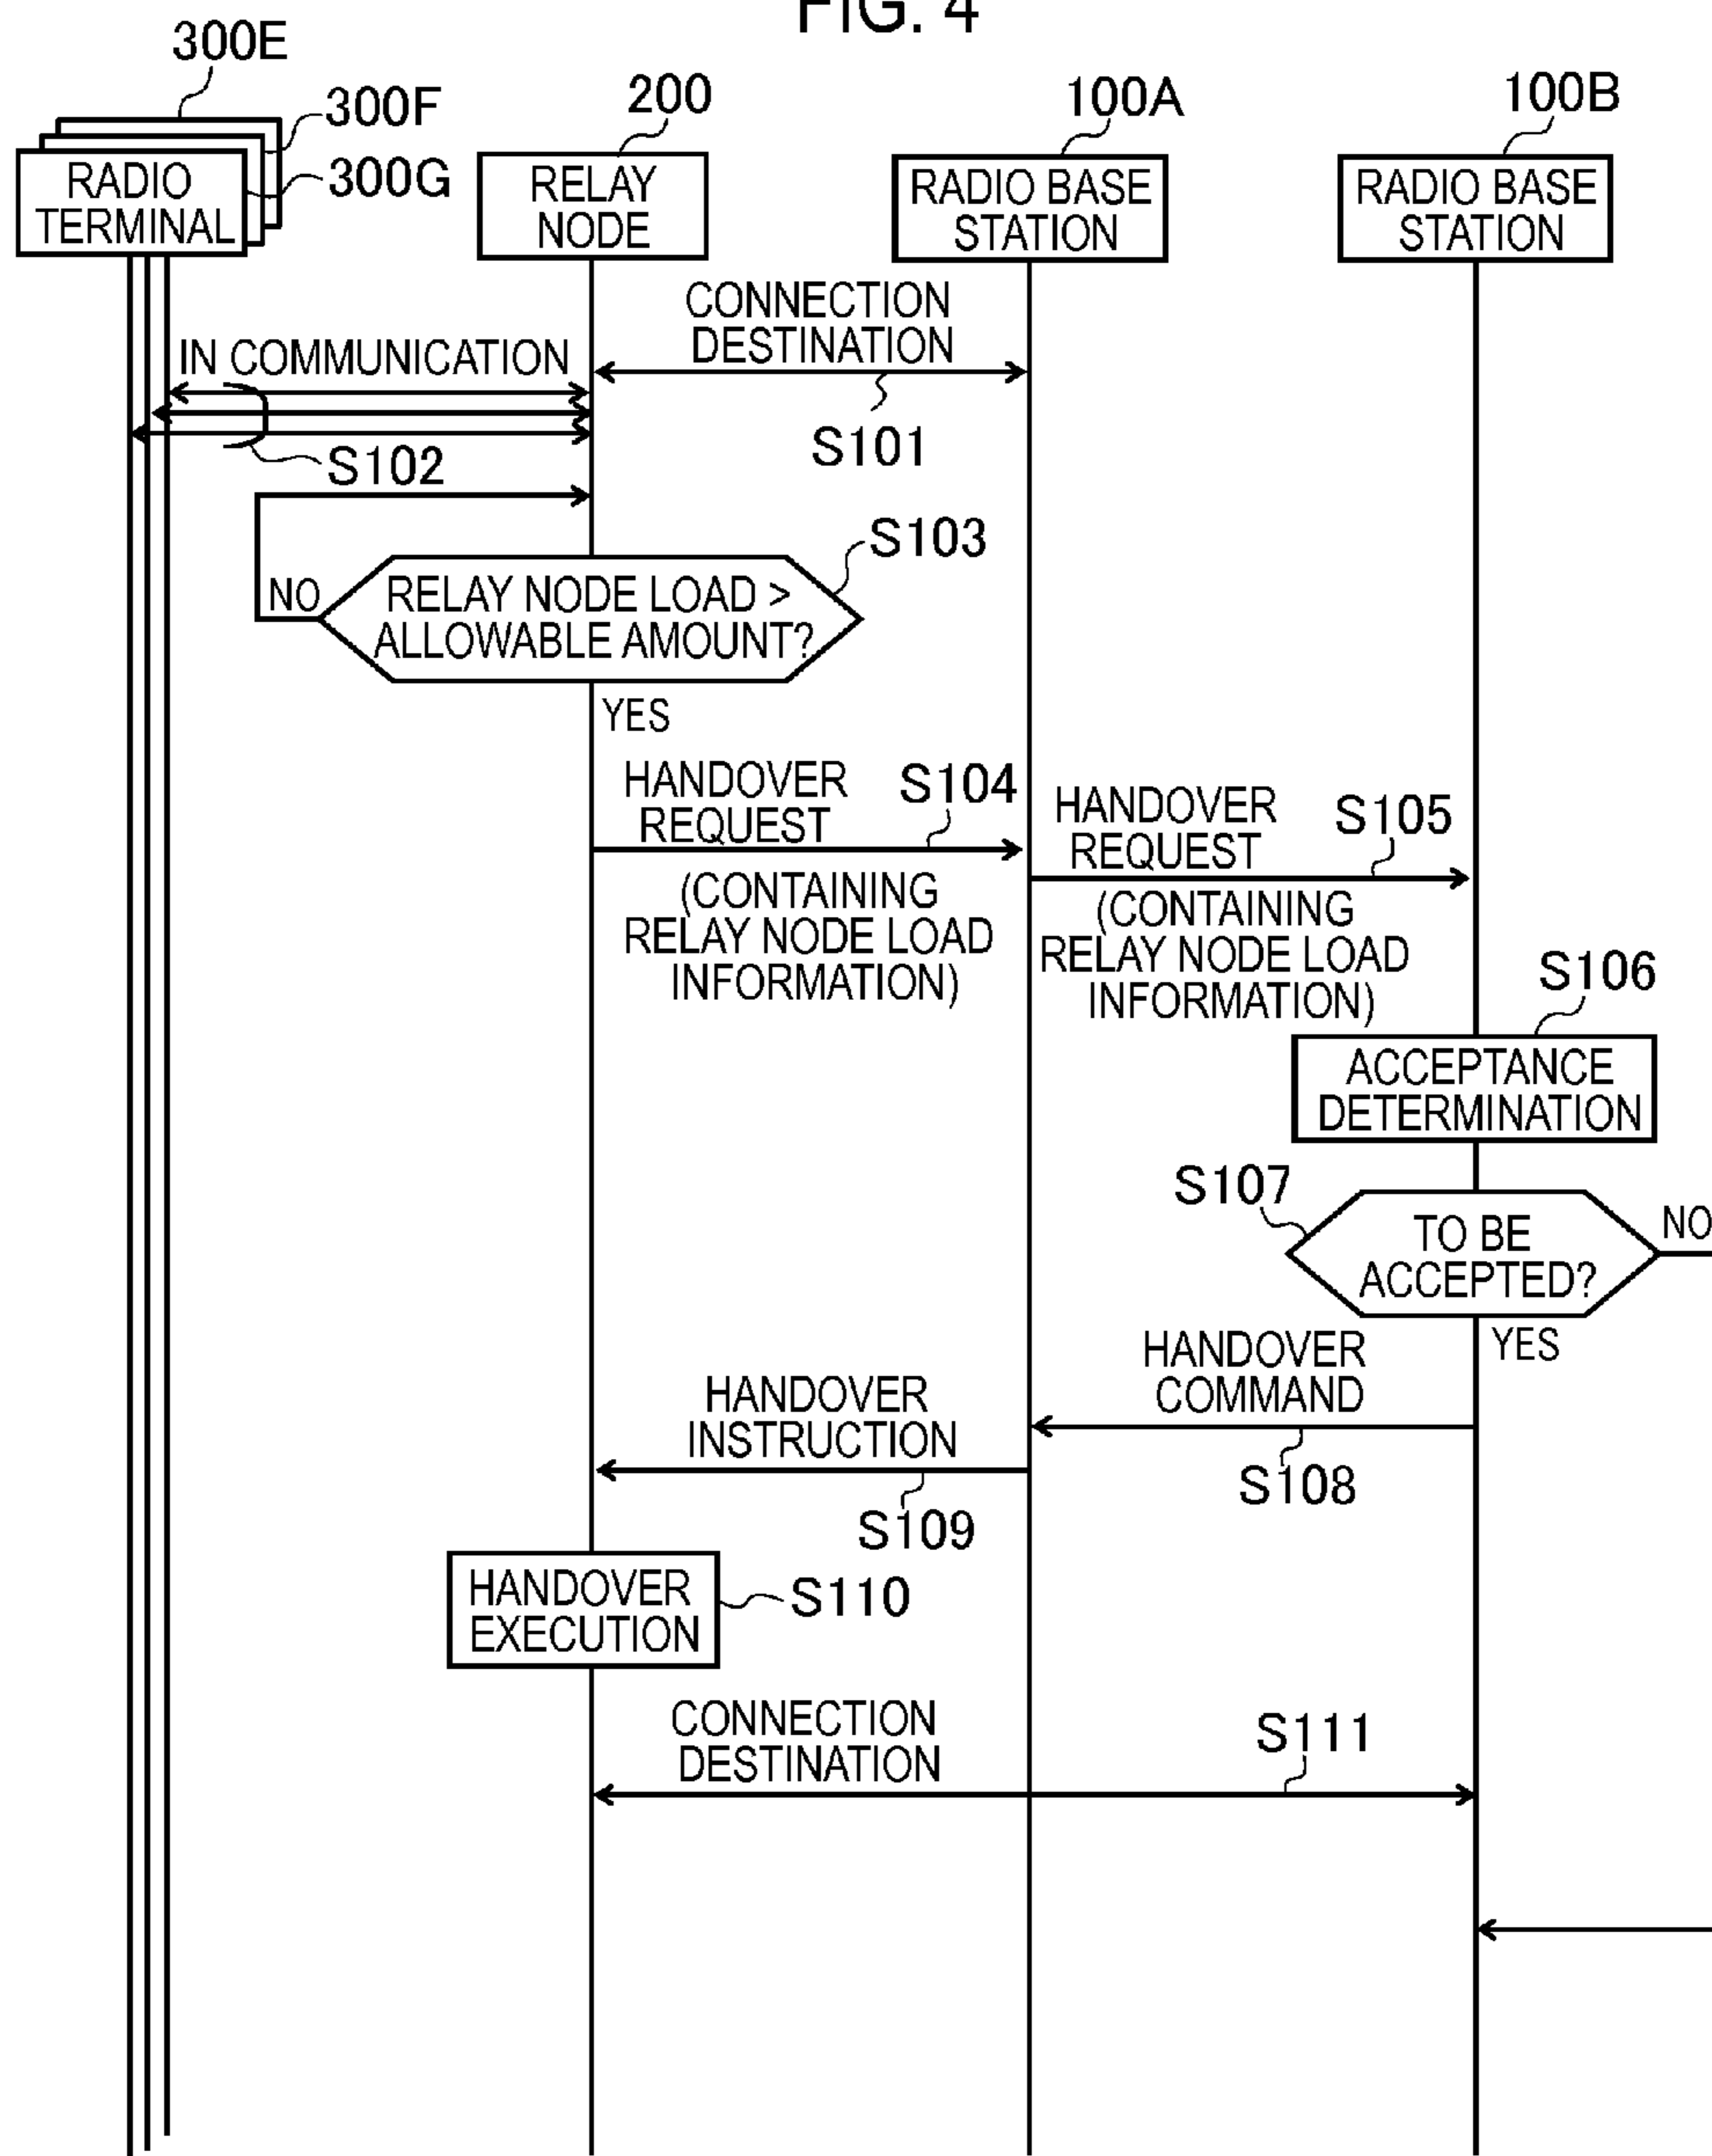 FIG. 4
300E
300F
300G
200
100A
100B
RADIO
TERMINAL
RELAY
NODE
RADIO BASE
STATION
RADIO BASE
STATION
CONNECTION
DESTINATION
IN COMMUNICATION
S101
S102
S103
NO
RELAY NODE LOAD >
ALLOWABLE AMOUNT?
YES
HANDOVER
REQUEST
S104
(CONTAINING
RELAY NODE LOAD
INFORMATION)
HANDOVER
REQUEST
S105
(CONTAINING
RELAY NODE LOAD
INFORMATION)
S106
ACCEPTANCE
DETERMINATION
S107
TO BE
ACCEPTED?
NO
YES
HANDOVER
COMMAND
S108
HANDOVER
INSTRUCTION
S109
HANDOVER
EXECUTION
S110
CONNECTION
DESTINATION
S111